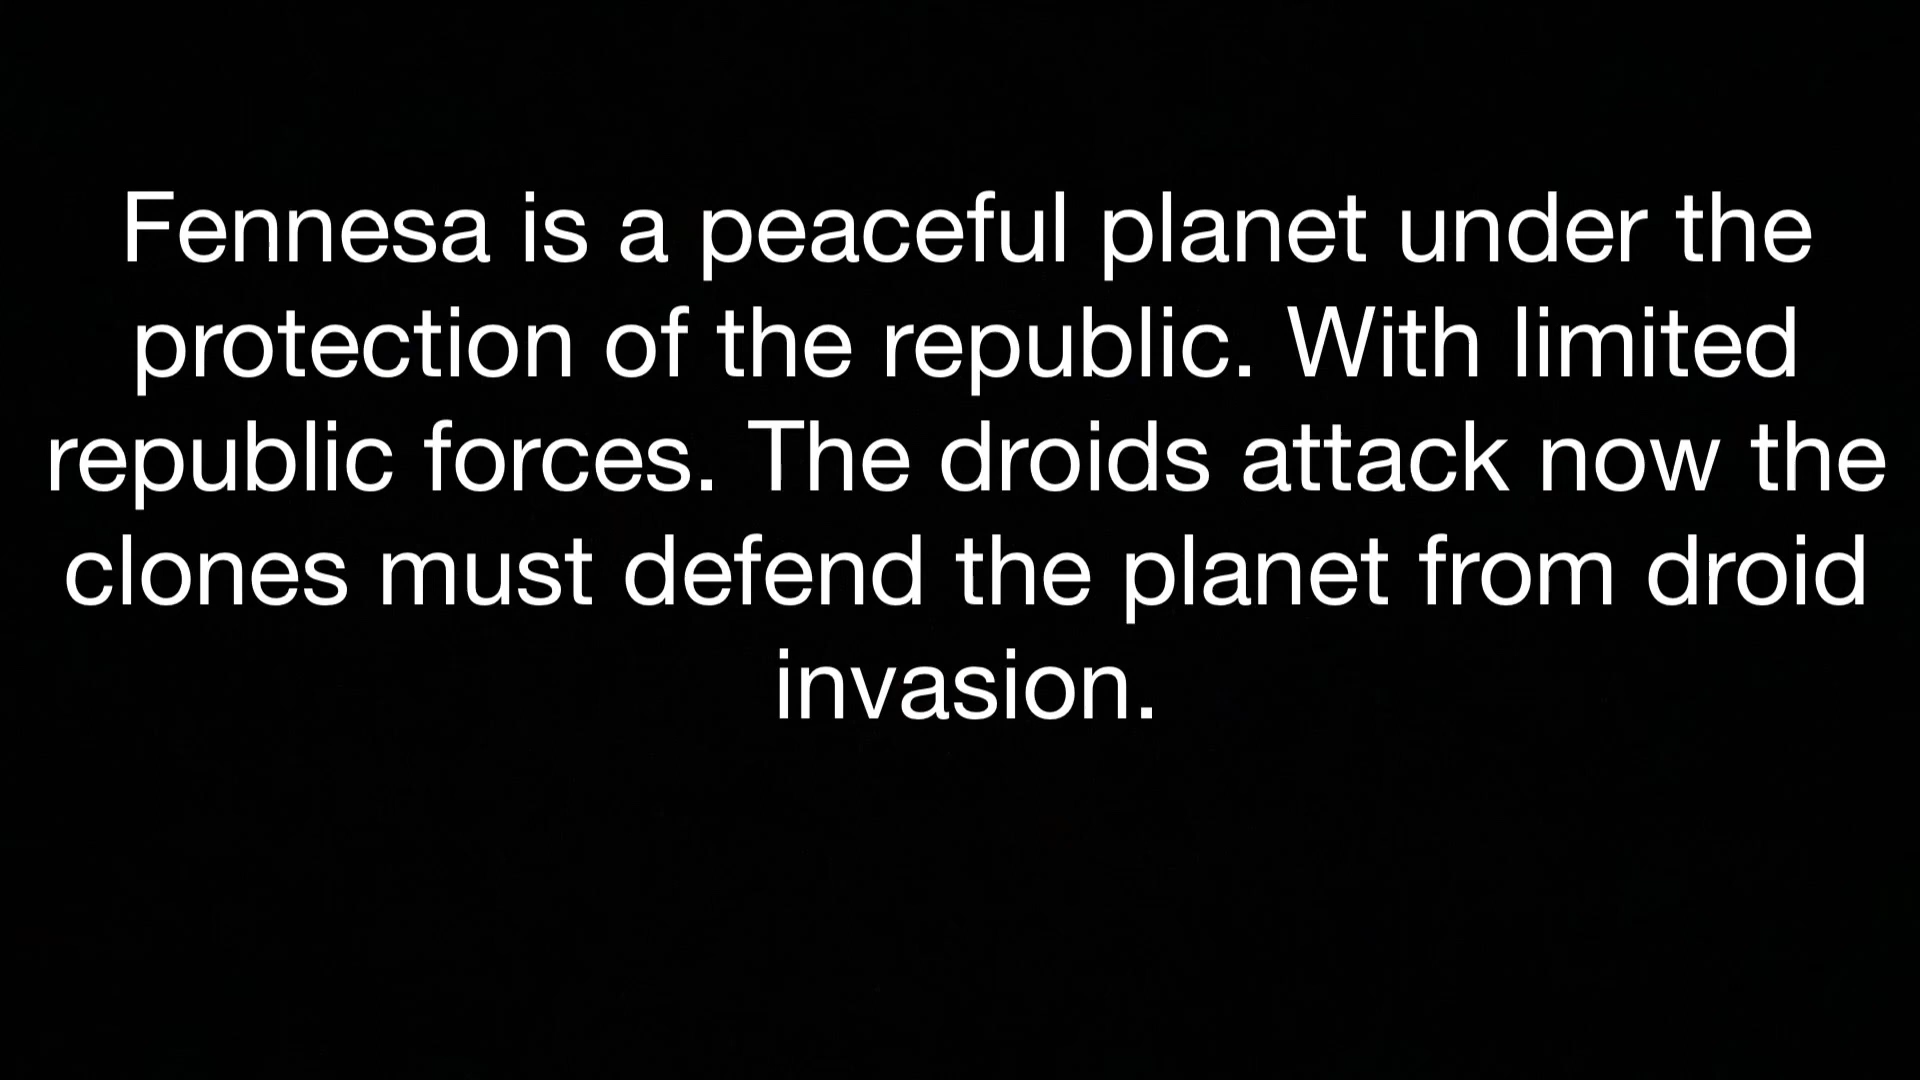 Fennesa is a peaceful planet under the
protection of the republic. With limited
republic forces. The droids attack now the
clones must defend the planet from droid
invasion.